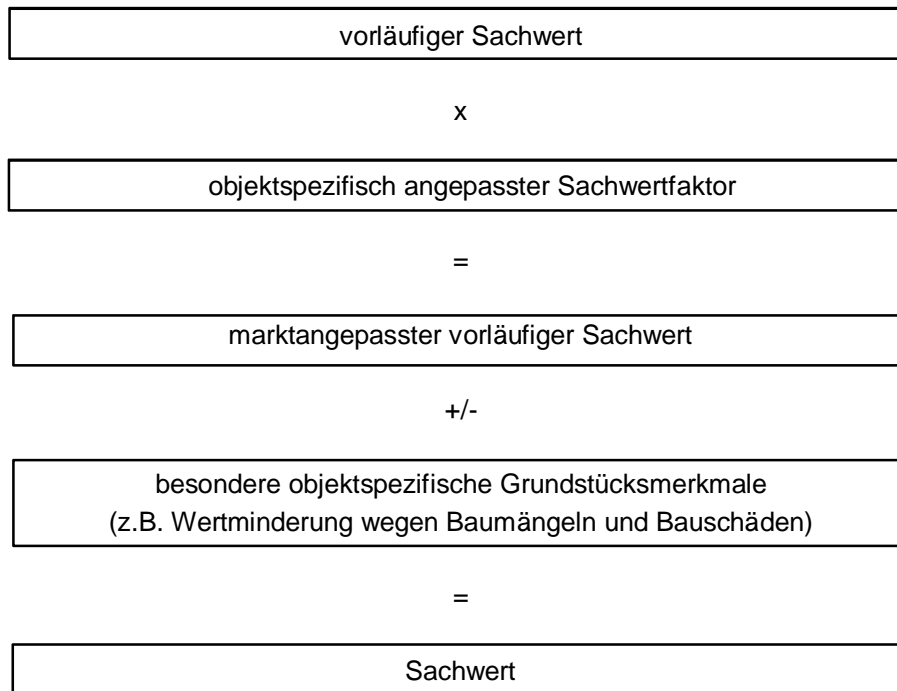 vorläufiger Sachwert
x
objektspezifisch angepasster Sachwertfaktor
=
marktangepasster vorläufiger Sachwert
+/-
besondere objektspezifische Grundstücksmerkmale
(z.B. Wertminderung wegen Baumängeln und Bauschäden)
=
Sachwert